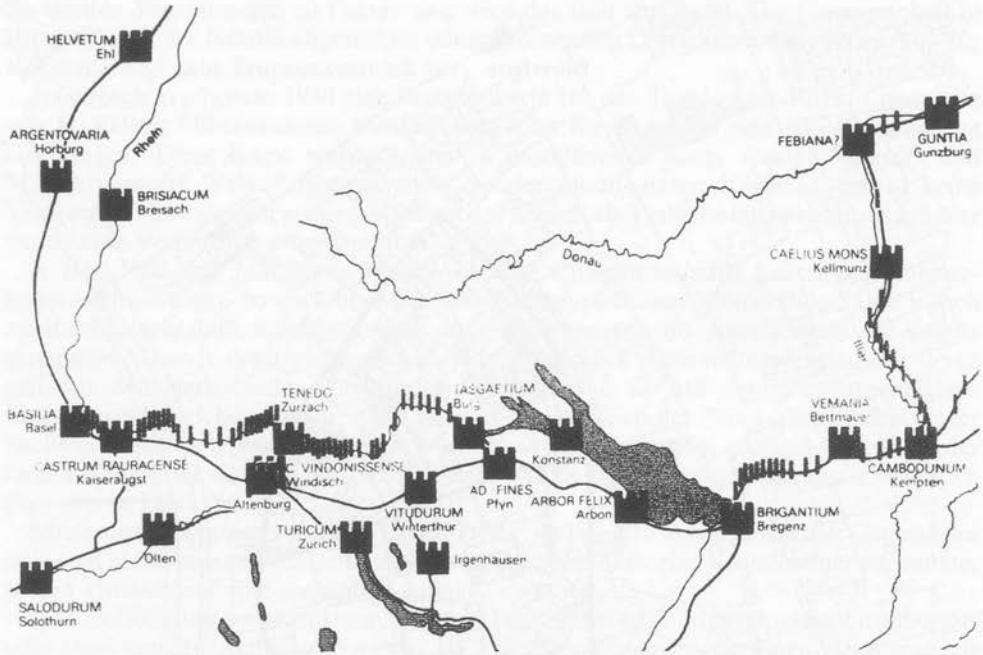 HELVETUM
Ehl
ARGENTOVARIA
Horburg
Rhein
BRISIACUM
Breisach
Donau
FEBIANA?
GUNTIA
Gunzburg
CAELIUS MONS
Kellmunz
Iller
BASILIA
Basel
CASTRUM RAURACENSE
Kaiseraugst
TENEDO
Zurzach
TASGAETIUM
Burg
Konstanz
VEMANIA
Bettmauer
CAMBODUNUM
Kempten
C. VINDONISSENSE
Windisch
Altenburg
VITUDURUM
Winterthur
AD FINES
Pfyn
ARBOR FELIX
Arbon
BRIGANTIUM
Bregenz
Olten
TURICUM
Zurich
Irgenhausen
SALODURUM
Solothurn